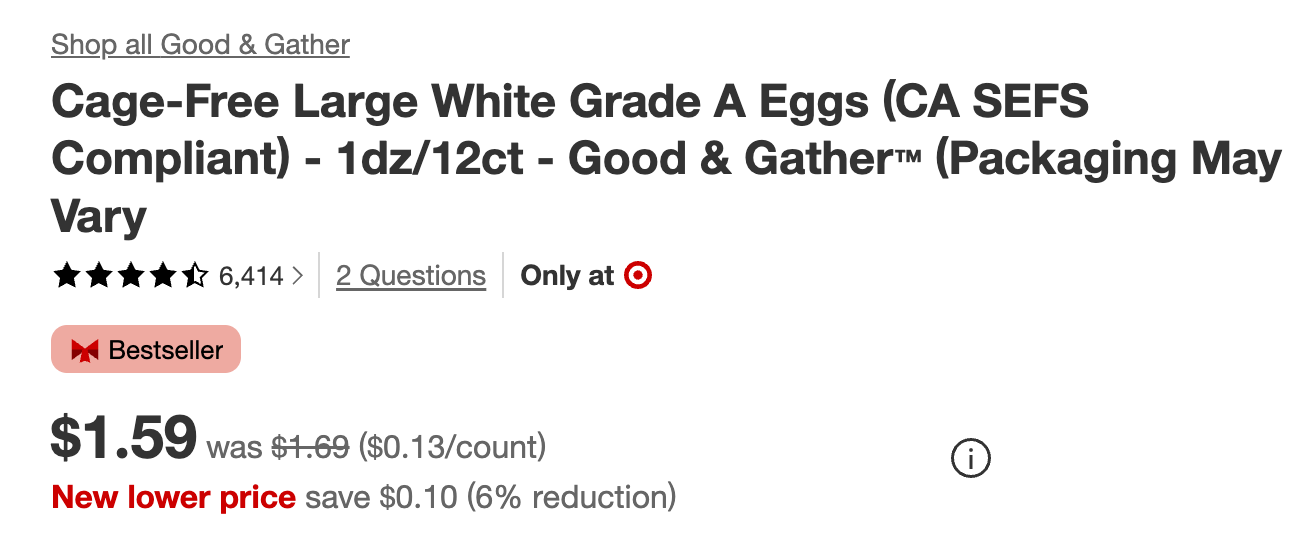 Shop all Good & Gather
Cage-Free Large White Grade A Eggs (CA SEFS
Compliant) - 1dz/12ct - Good & Gather™ (Packaging May
Vary
6,414 > 2 Questions Only at
Bestseller
$1.59 was $1.69 ($0.13/count)
New lower price save $0.10 (6% reduction)